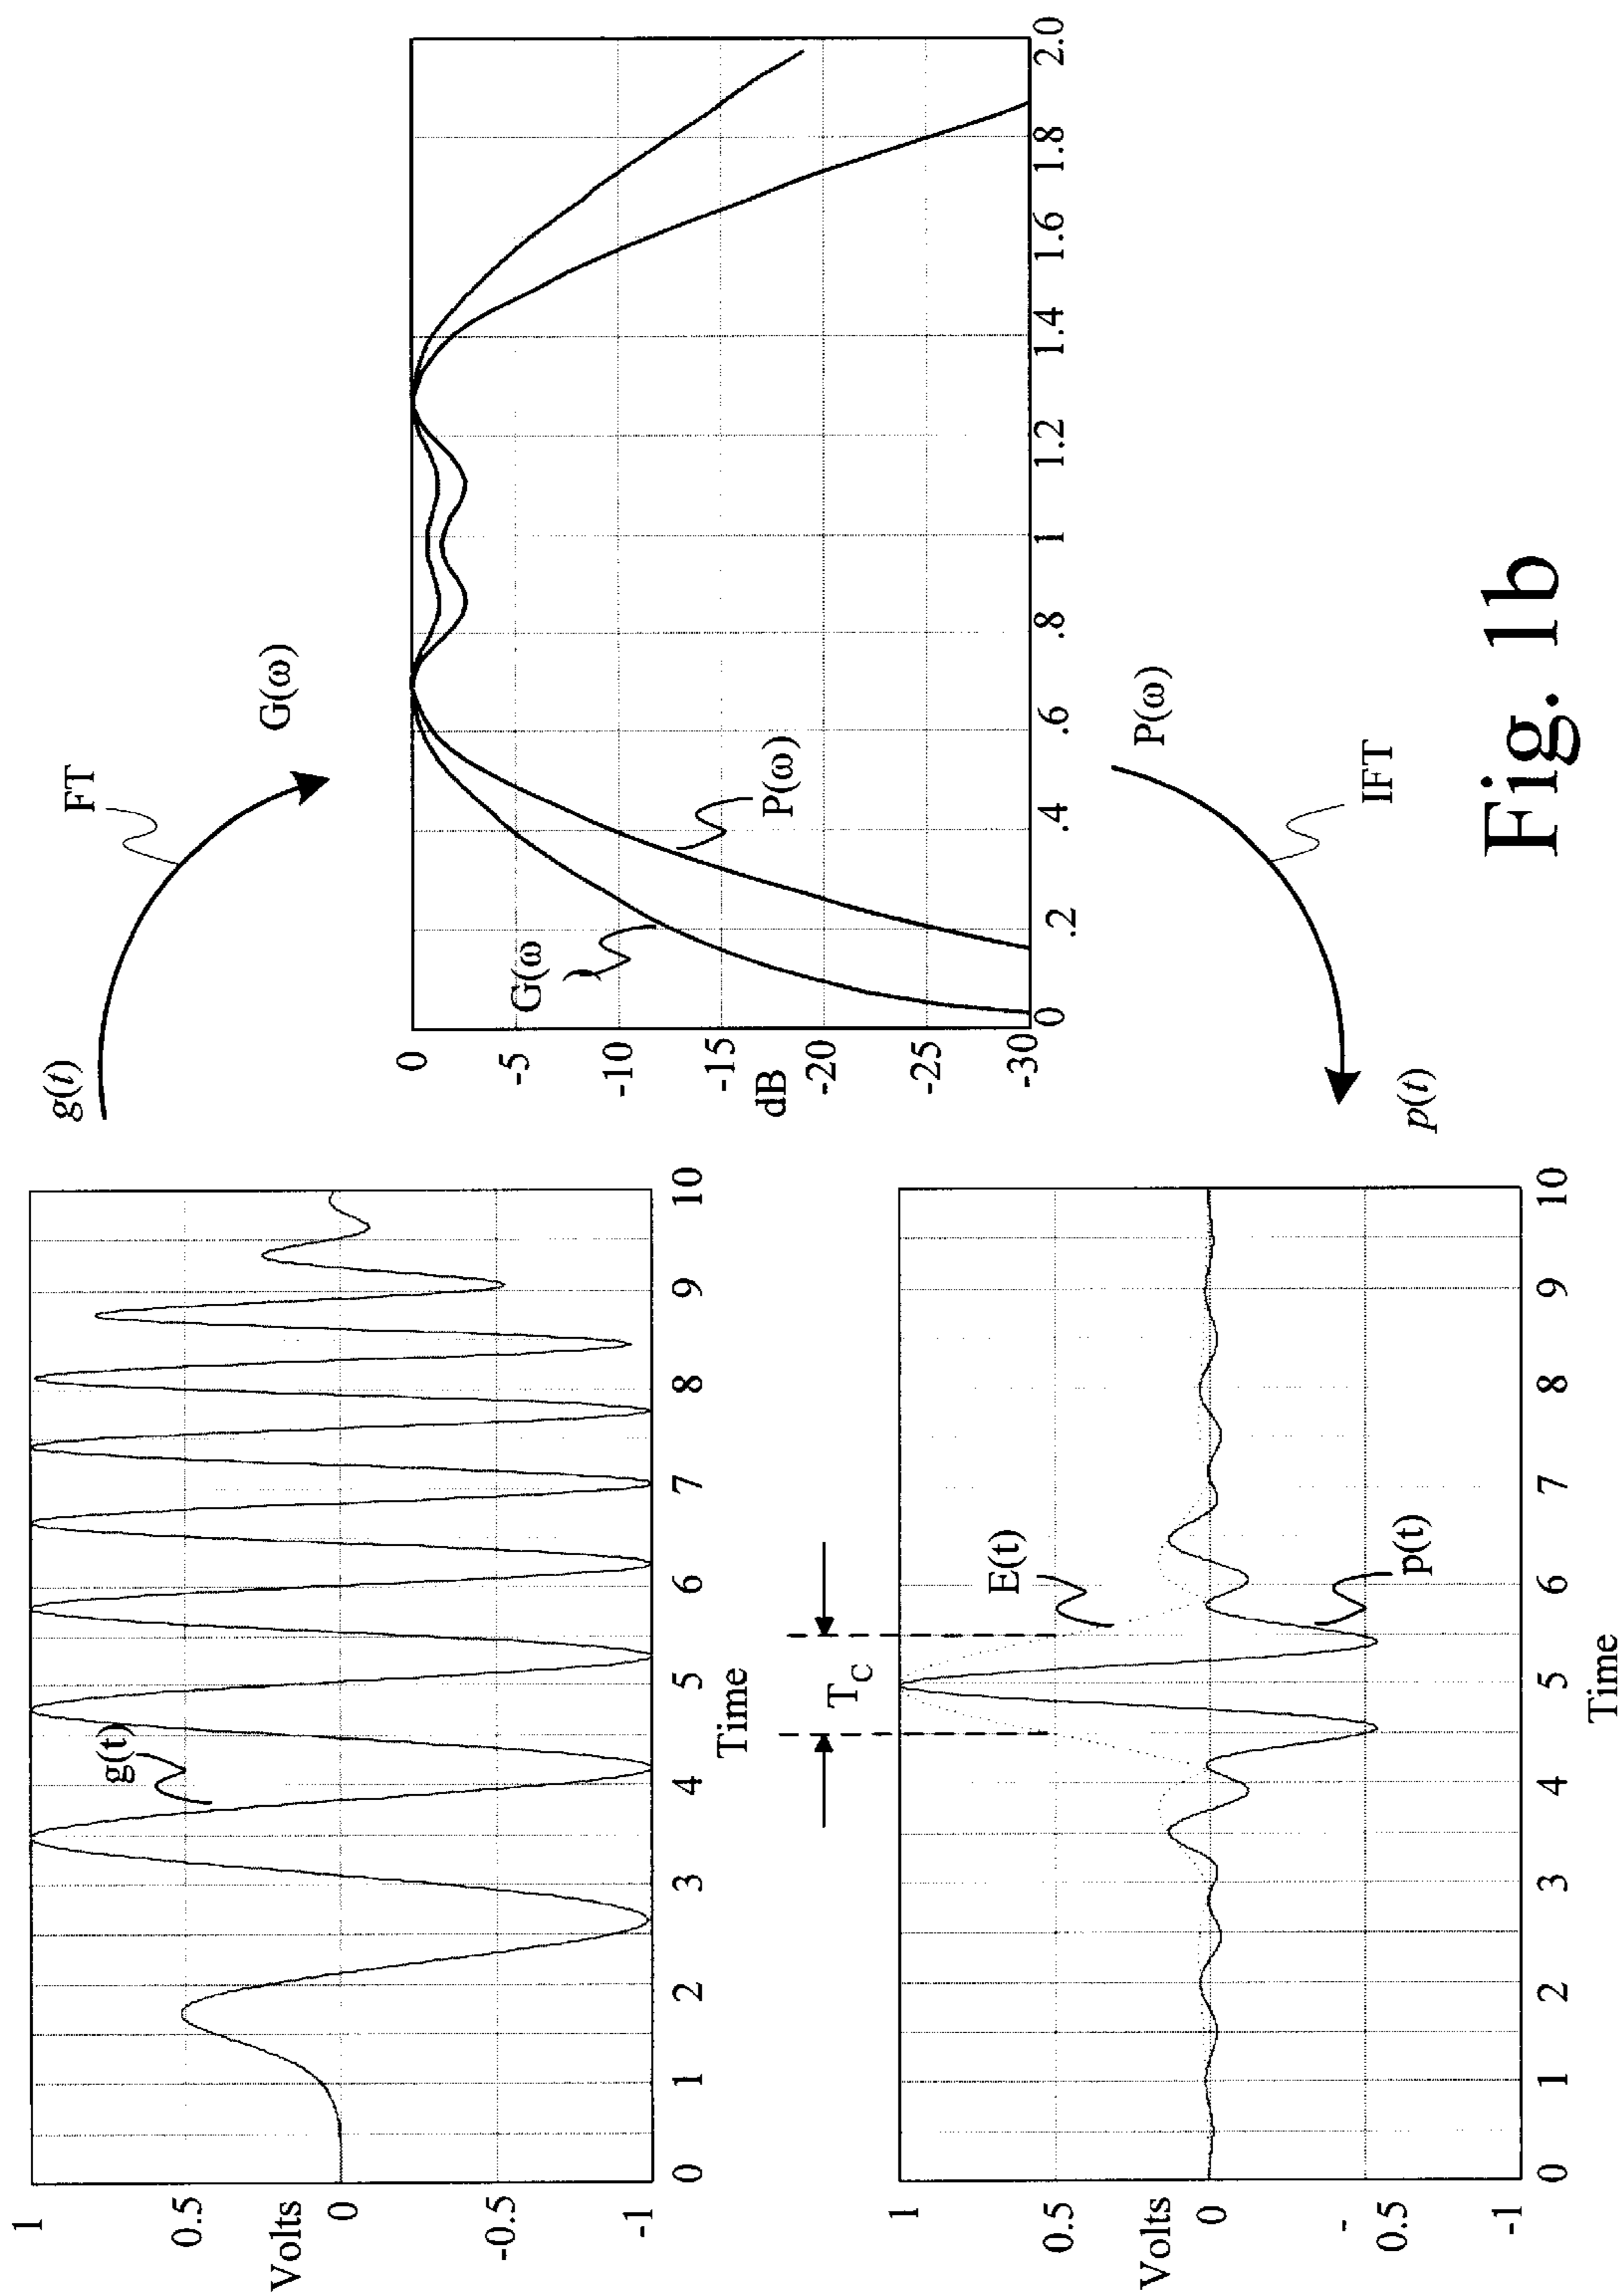 g(t)
FT
G(ω)
1
0.5
Volts
0
-0.5
-1
g(t)
0 1 2 3 4 5 6 7 8 9 10
Time
0
-5
-10
-15
dB
-20
-25
-30
G(ω
)
P(ω)
0 .2 .4 .6 .8 1 1.2 1.4 1.6 1.8 2.0
T_C
1
0.5
Volts
0
-
0.5
-1
E(t)
p(t)
0 1 2 3 4 5 6 7 8 9 10
Time
P(ω)
IFT
p(t)
Fig. 1b